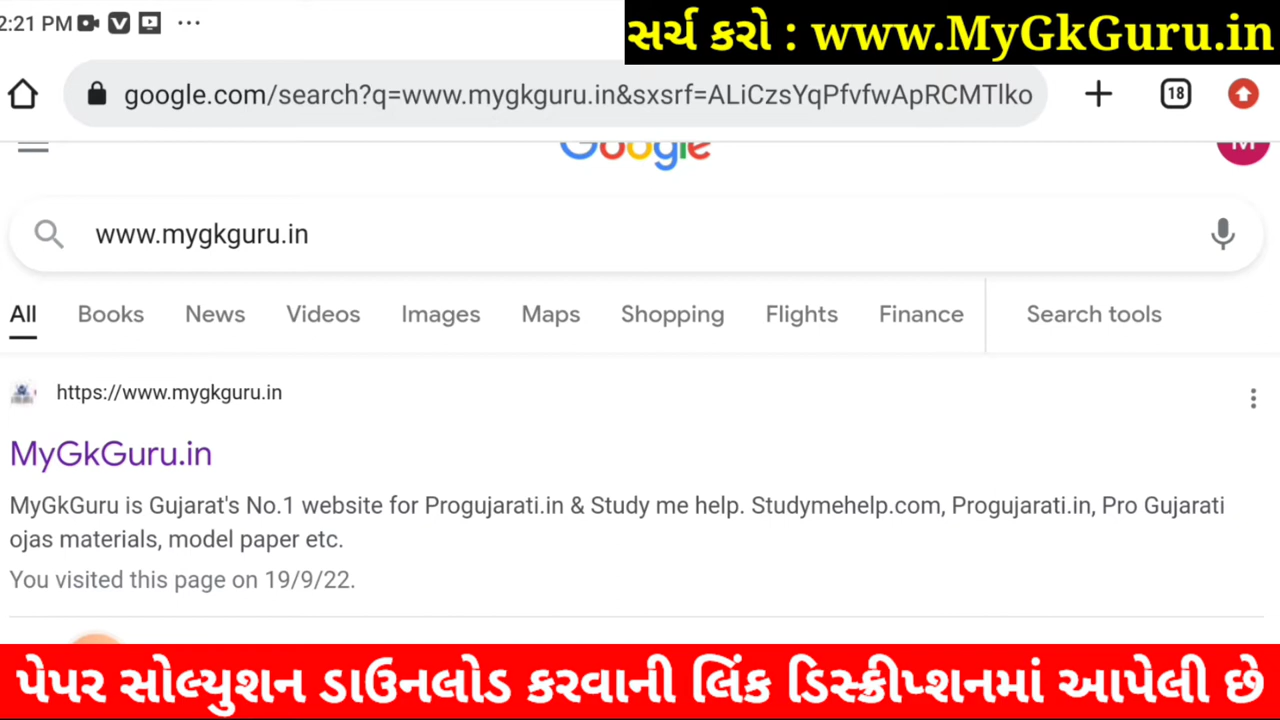 2:21 PM
સર્ચ કરો : www.MyGkGuru.in
google.com/search?q=www.mygkguru.in&sxsrf=ALiCzsYqPfvfwApRCMTlko
18
Google
M
www.mygkguru.in
All Books News Videos Images Maps Shopping Flights Finance Search tools
https://www.mygkguru.in
MyGkGuru.in
MyGkGuru is Gujarat's No.1 website for Progujarati.in & Study me help. Studymehelp.com, Progujarati.in, Pro Gujarati
ojas materials, model paper etc.
You visited this page on 19/9/22.
પેપર સોલ્યુશન ડાઉનલોડ કરવાની લિંક ડિસ્ક્રીપ્શનમાં આપેલી છે